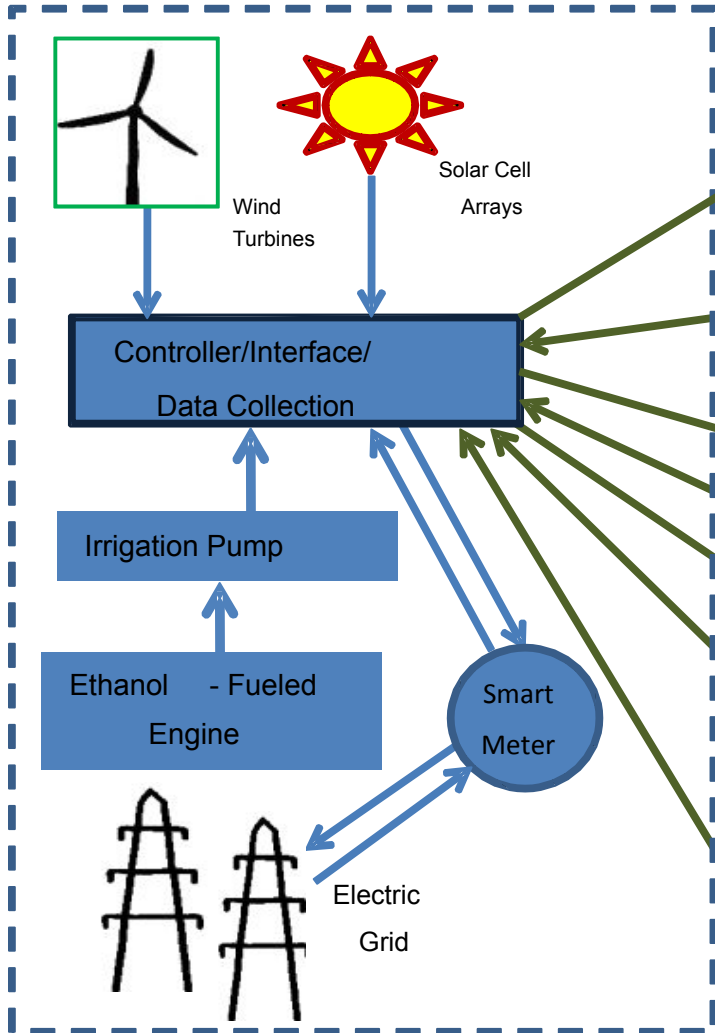 Wind
Turbines
Solar Cell
Arrays
Controller/Interface/
Data Collection
Irrigation Pump
Ethanol - Fueled
Engine
Smart
Meter
Electric
Grid